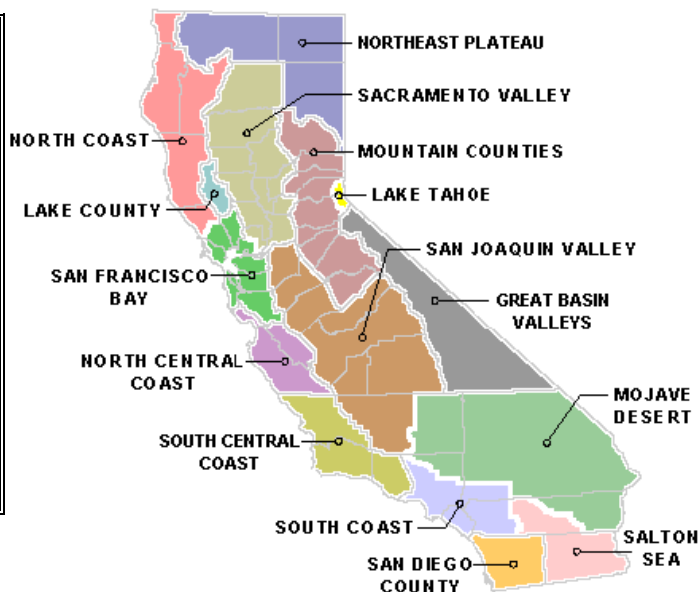 NORTHEAST PLATEAU
SACRAMENTO VALLEY
NORTH COAST
MOUNTAIN COUNTIES
LAKE TAHOE
LAKE COUNTY
SAN JOAQUIN VALLEY
SAN FRANCISCO
BAY
GREAT BASIN
VALLEYS
NORTH CENTRAL
COAST
MOJAVE
DESERT
SOUTH CENTRAL
COAST
SOUTH COAST
SALTON
SEA
SAN DIEGO
COUNTY